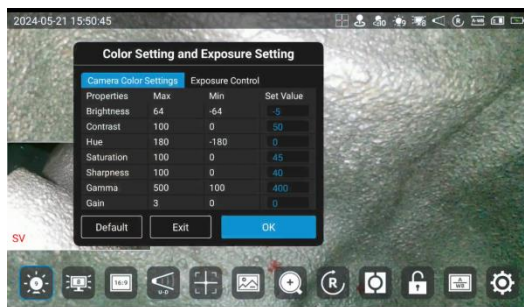 2024-05-21 15:50:45
Color Setting and Exposure Setting
Camera Color Settings Exposure Control
Properties Max Min Set Value
Brightness 64 -64 -5
Contrast 100 0 50
Hue 180 -180 0
Saturation 100 0 45
Sharpness 100 0 40
Gamma 500 100 400
Gain 3 0 0
Default Exit OK
SV
16:9
U-D
R
A
WB